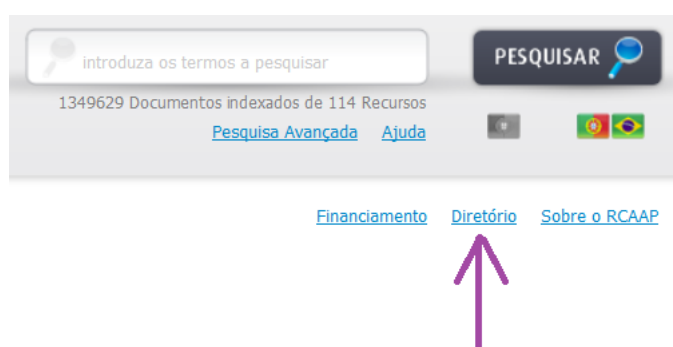 introduza os termos a pesquisar
PESQUISAR
1349629 Documentos indexados de 114 Recursos
Pesquisa Avançada Ajuda
Financiamento Diretório Sobre o RCAAP